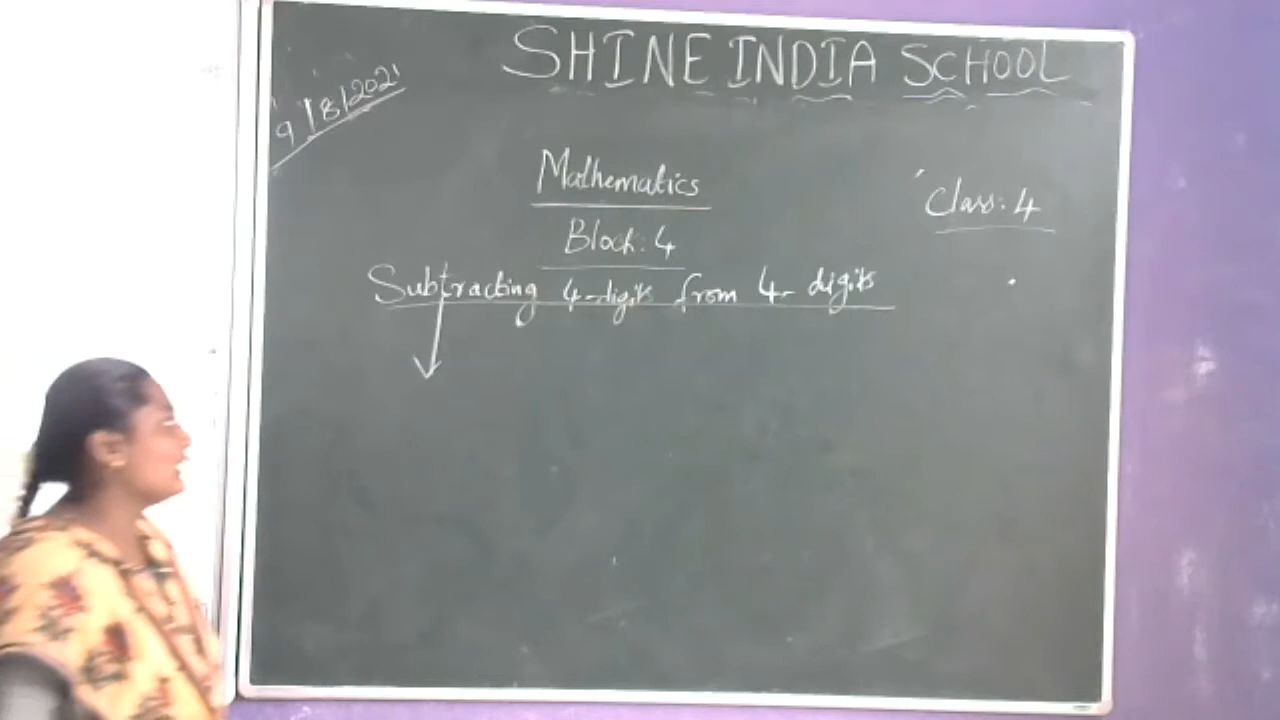 SHINE INDIA SCHOOL
9/8/2021
Mathematics
Class: 4
Block: 4
Subtracting 4-digits from 4-digits